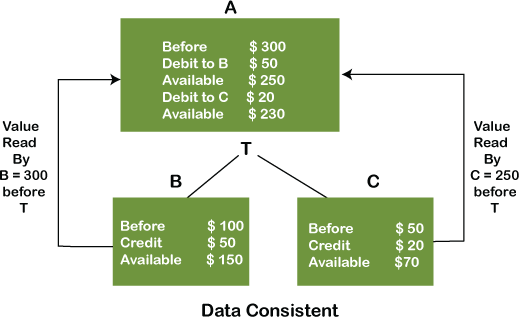 A
Before $ 300
Debit to B $ 50
Available $ 250
Debit to C $ 20
Available $ 230
Value
Read
By
B = 300
before
T
Value
Read
By
C = 250
before
T
T
B
Before $ 100
Credit $ 50
Available $ 150
C
Before $ 50
Credit $ 20
Available $70
Data Consistent